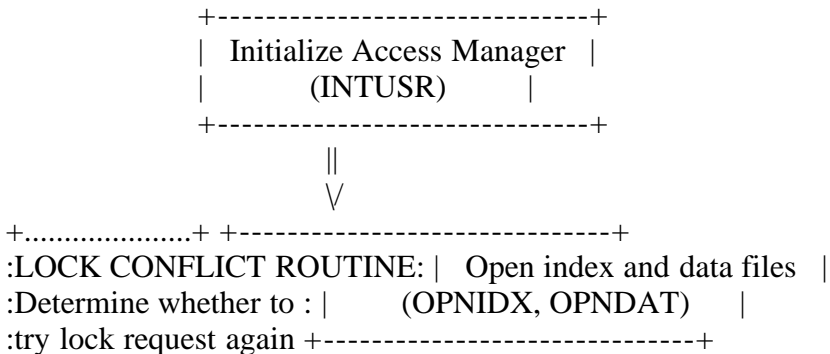 +-------------------------------+
| Initialize Access Manager |
| (INTUSR) |
+-------------------------------+
||
\/
+.....................+ +-------------------------------+
:LOCK CONFLICT ROUTINE: | Open index and data files |
:Determine whether to : | (OPNIDX, OPNDAT) |
:try lock request again +-------------------------------+